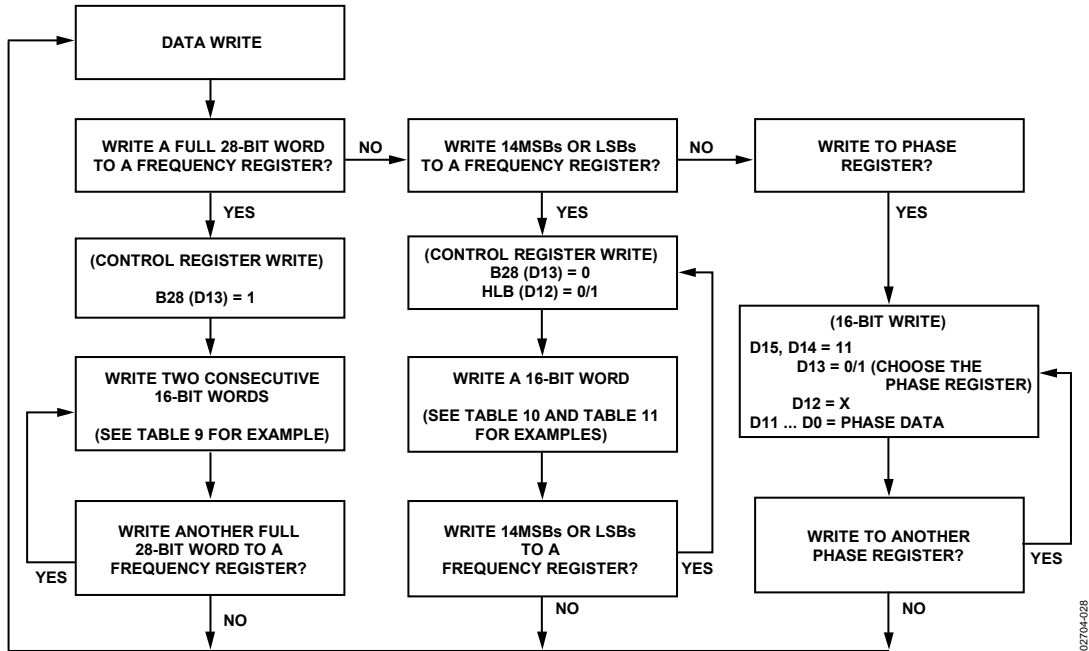 DATA WRITE
WRITE A FULL 28-BIT WORD
TO A FREQUENCY REGISTER?
NO
WRITE 14MSBs OR LSBs
TO A FREQUENCY REGISTER?
NO
WRITE TO PHASE
REGISTER?
YES
YES
YES
(CONTROL REGISTER WRITE)
B28 (D13) = 1
(CONTROL REGISTER WRITE)
B28 (D13) = 0
HLB (D12) = 0/1
(16-BIT WRITE)
D15, D14 = 11
D13 = 0/1 (CHOOSE THE
PHASE REGISTER)
D12 = X
D11 ... D0 = PHASE DATA
WRITE TWO CONSECUTIVE
16-BIT WORDS
(SEE TABLE 9 FOR EXAMPLE)
WRITE A 16-BIT WORD
(SEE TABLE 10 AND TABLE 11
FOR EXAMPLES)
WRITE ANOTHER FULL
28-BIT WORD TO A
FREQUENCY REGISTER?
YES
WRITE 14MSBs OR LSBs
TO A
FREQUENCY REGISTER?
YES
WRITE TO ANOTHER
PHASE REGISTER?
YES
NO
NO
NO
02704-028